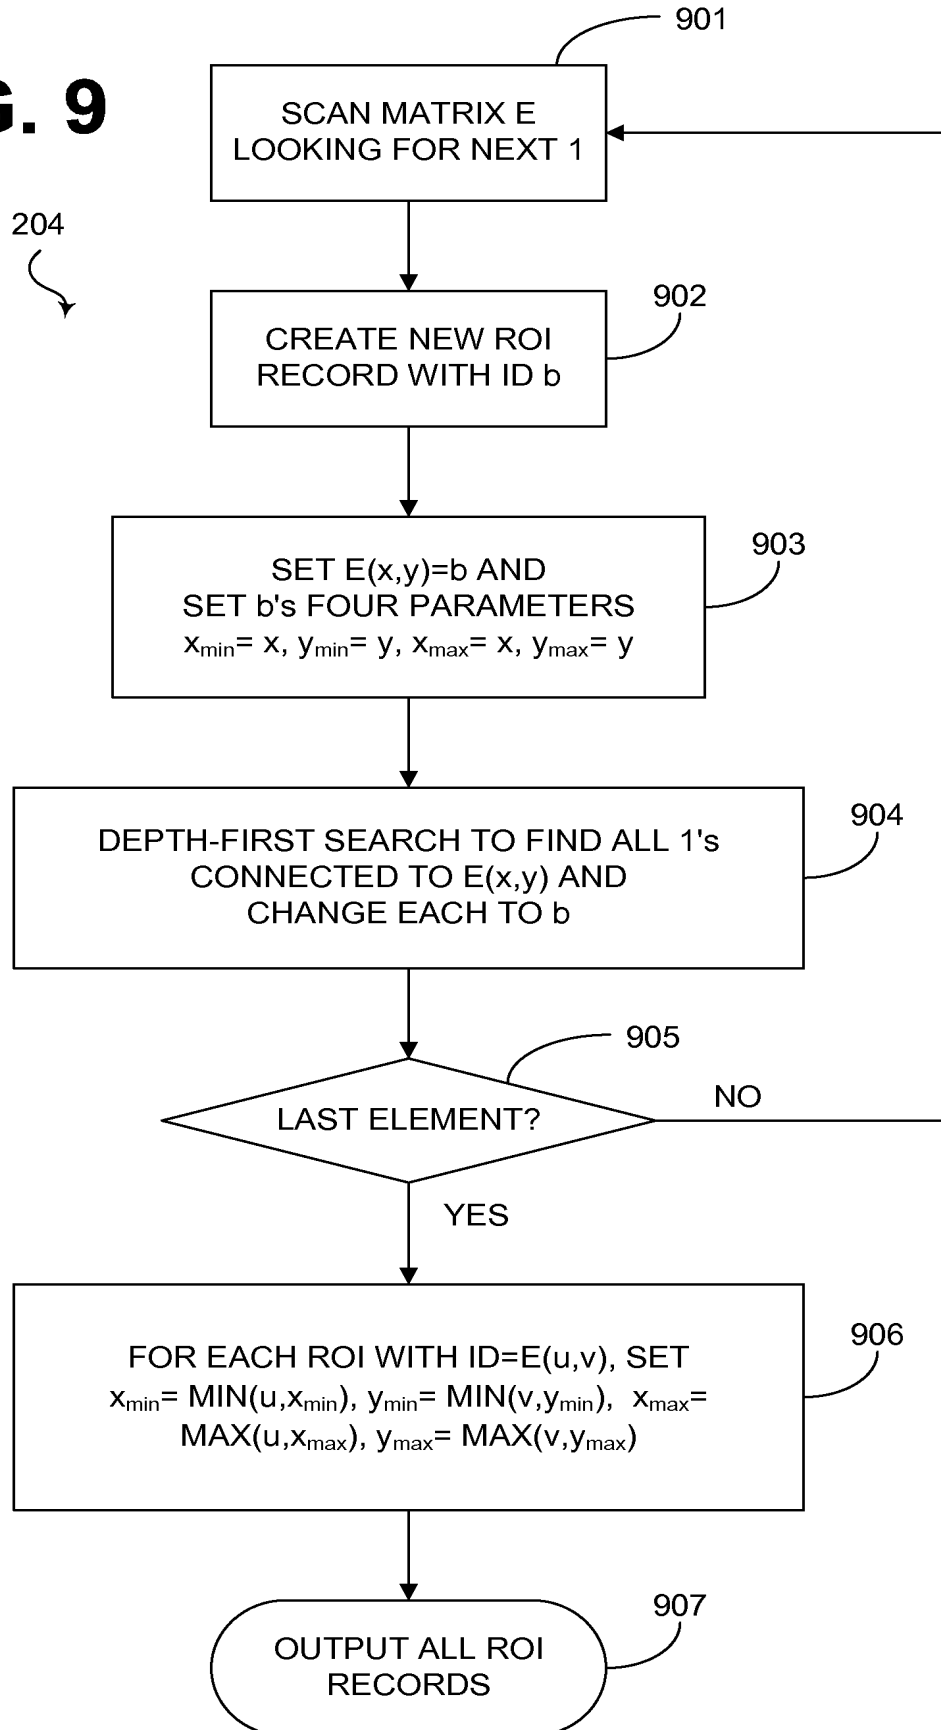 901
G. 9
SCAN MATRIX E
LOOKING FOR NEXT 1
204
902
CREATE NEW ROI
RECORD WITH ID b
903
SET E(x,y)=b AND
SET b's FOUR PARAMETERS
xmin= x, ymin= y, xmax= x, ymax= y
904
DEPTH-FIRST SEARCH TO FIND ALL 1's
CONNECTED TO E(x,y) AND
CHANGE EACH TO b
905
NO
LAST ELEMENT?
YES
906
FOR EACH ROI WITH ID=E(u,v), SET
xmin= MIN(u,xmin), ymin= MIN(v,ymin), xmax=
MAX(u,xmax), ymax= MAX(v,ymax)
907
OUTPUT ALL ROI
RECORDS